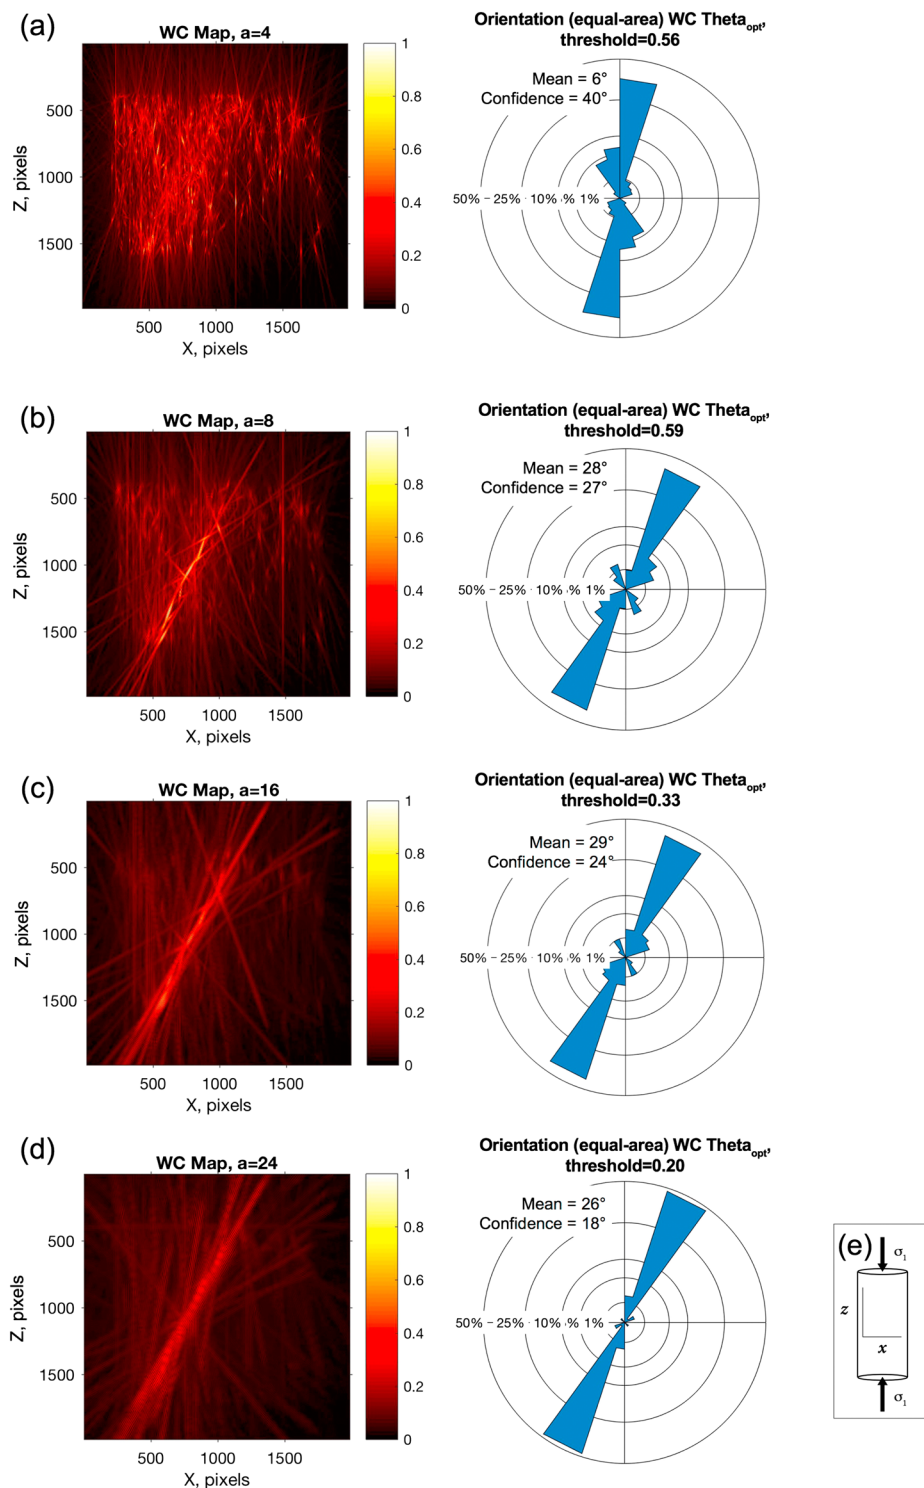 (a)
WC Map, a=4
1
0.8
0.6
0.4
0.2
0
500
1000
1500
Z, pixels
500 1000 1500
X, pixels
Orientation (equal-area) WC Theta_opt,
threshold=0.56
Mean = 6°
Confidence = 40°
50% 25% 10% % 1%
(b)
WC Map, a=8
1
0.8
0.6
0.4
0.2
0
500
1000
1500
Z, pixels
500 1000 1500
X, pixels
Orientation (equal-area) WC Theta_opt,
threshold=0.59
Mean = 28°
Confidence = 27°
50% 25% 10% % 1%
(c)
WC Map, a=16
1
0.8
0.6
0.4
0.2
0
500
1000
1500
Z, pixels
500 1000 1500
X, pixels
Orientation (equal-area) WC Theta_opt,
threshold=0.33
Mean = 29°
Confidence = 24°
50% 25% 10% % 1%
(d)
WC Map, a=24
1
0.8
0.6
0.4
0.2
0
500
1000
1500
Z, pixels
500 1000 1500
X, pixels
Orientation (equal-area) WC Theta_opt,
threshold=0.20
Mean = 26°
Confidence = 18°
50% 25% 10% % 1%
(e)
σ₁
z
x
σ₁